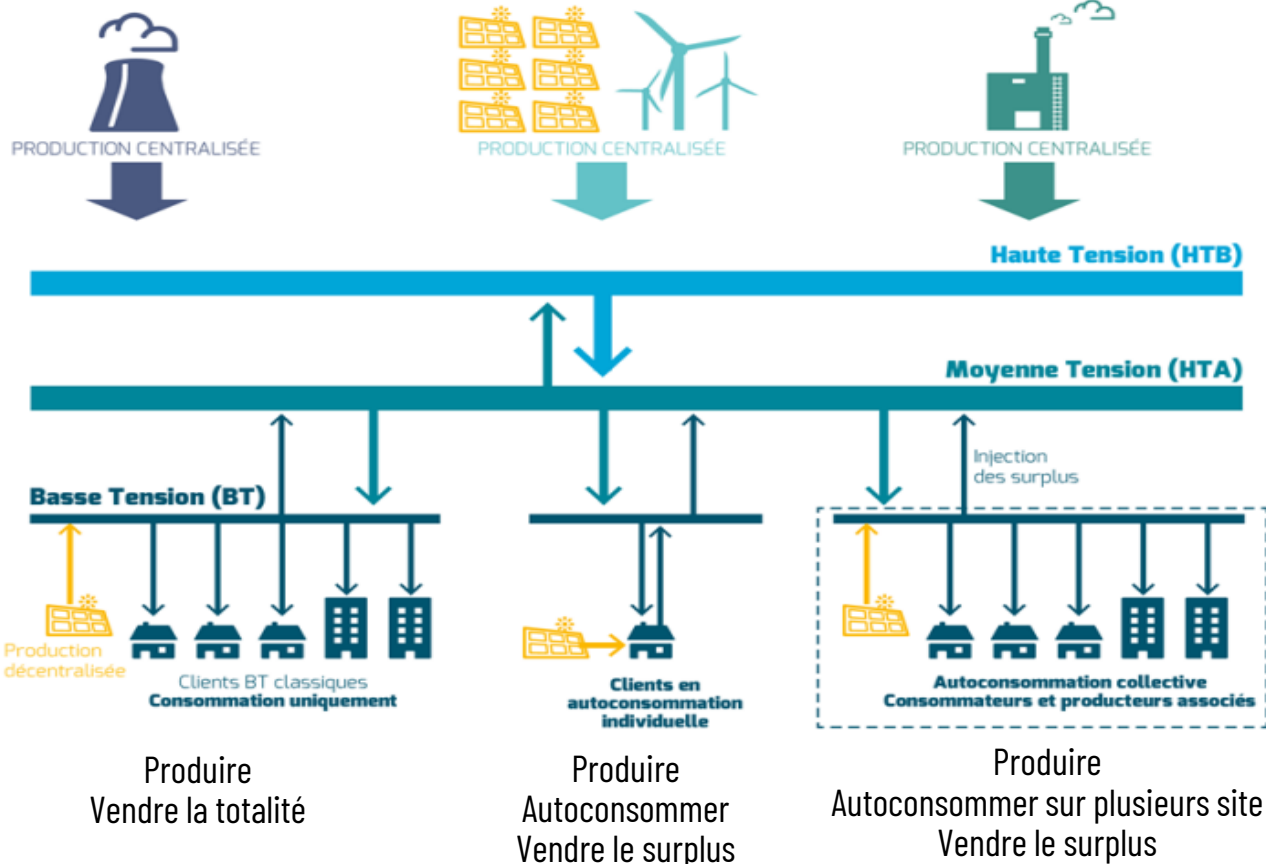 PRODUCTION CENTRALISÉE
PRODUCTION CENTRALISÉE
PRODUCTION CENTRALISÉE
Haute Tension (HTB)
Moyenne Tension (HTA)
Injection
des surplus
Basse Tension (BT)
Production
décentralisée
Clients BT classiques
Consommation uniquement
Clients en
autoconsommation
individuelle
Autoconsommation collective
Consommateurs et producteurs associés
Produire
Vendre la totalité
Produire
Autoconsommer
Vendre le surplus
Produire
Autoconsommer sur plusieurs site
Vendre le surplus